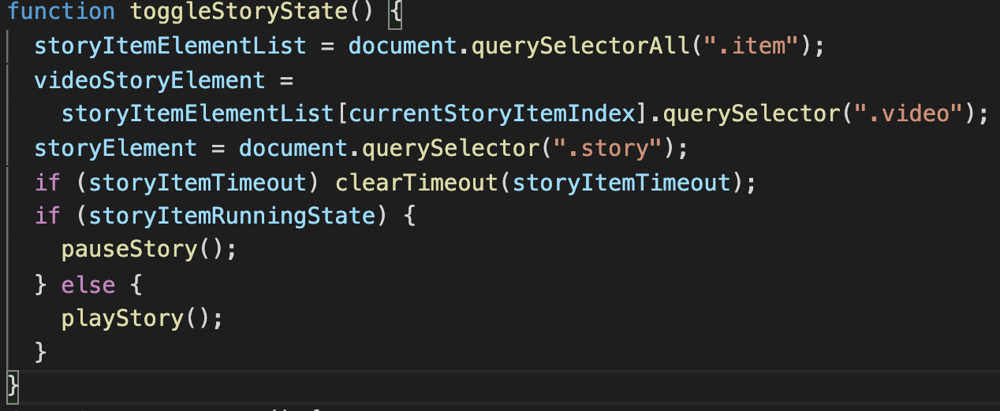 function toggleStoryState() {
  storyItemElementList = document.querySelectorAll(".item");
  videoStoryElement =
    storyItemElementList[currentStoryItemIndex].querySelector(".video");
  storyElement = document.querySelector(".story");
  if (storyItemTimeout) clearTimeout(storyItemTimeout);
  if (storyItemRunningState) {
    pauseStory();
  } else {
    playStory();
  }
}